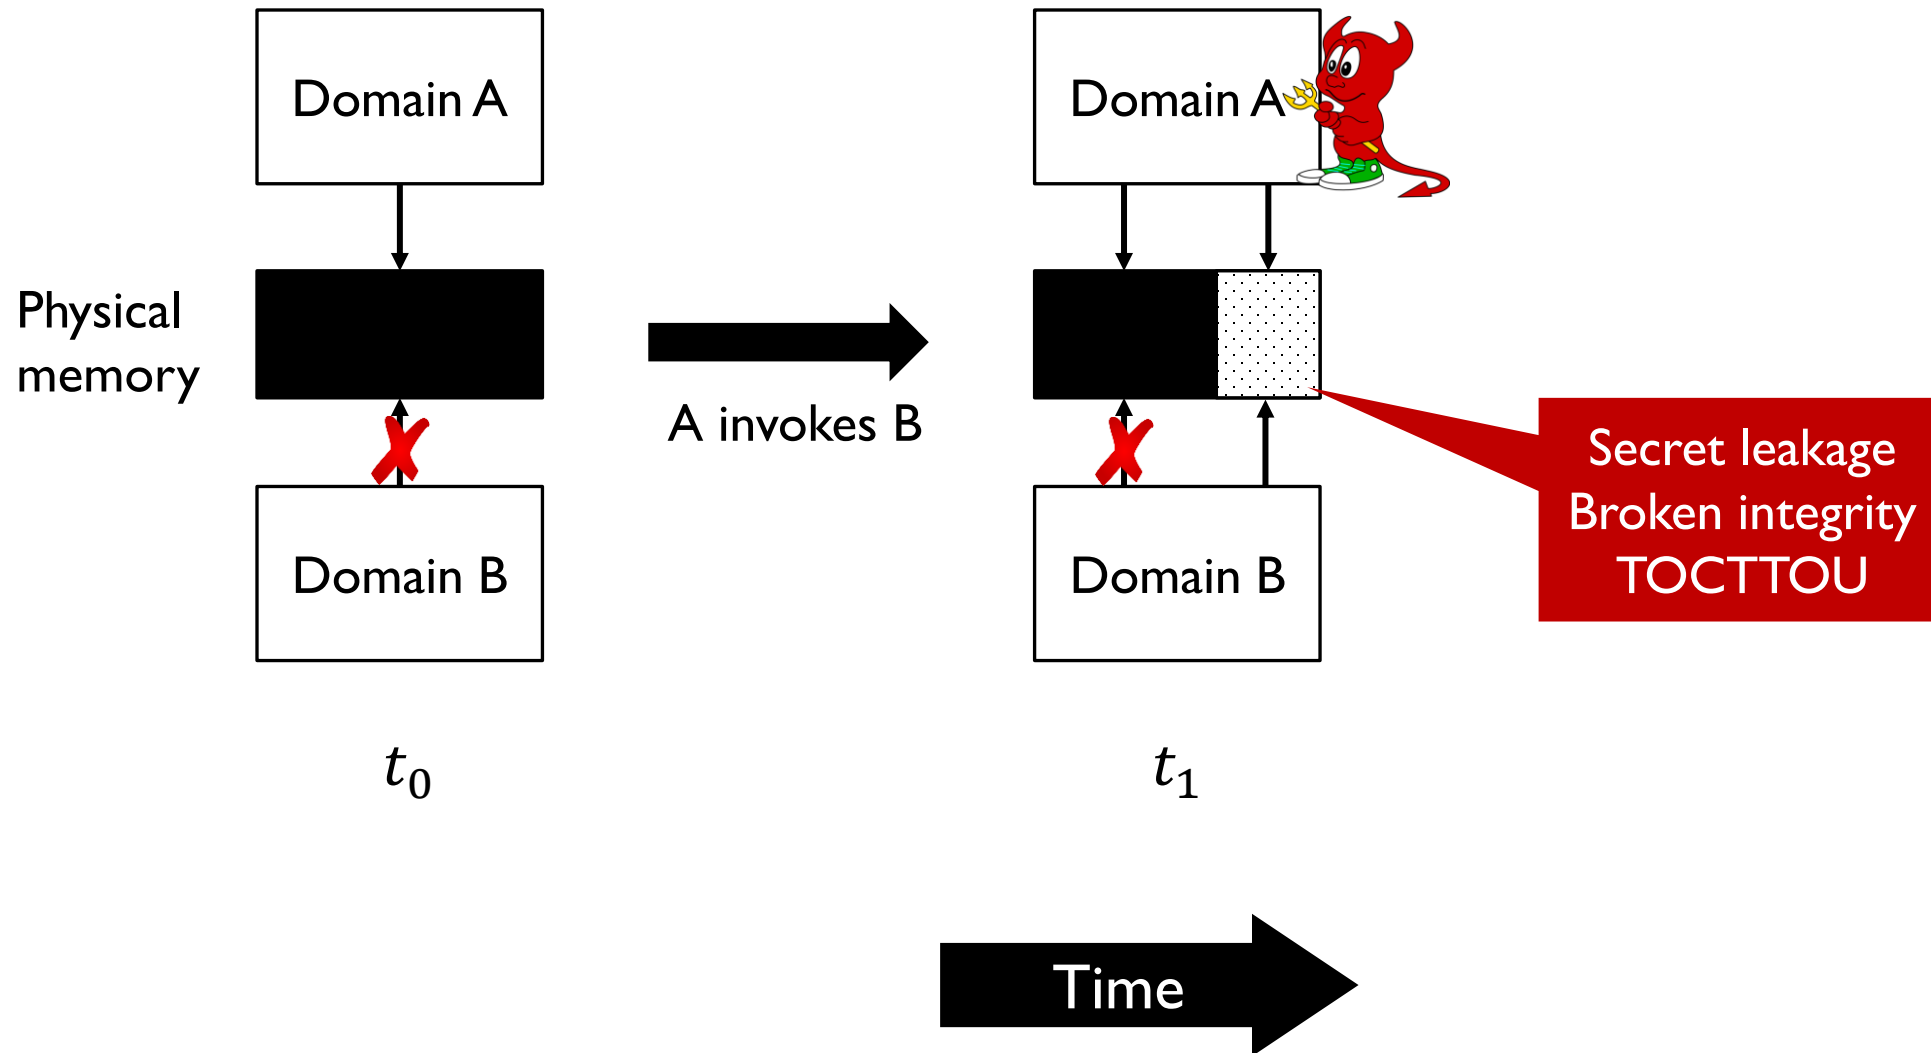 Domain A
Domain A
Physical
memory
A invokes B
Secret leakage
Broken integrity
TOCTTOU
Domain B
Domain B
t₀
t₁
Time